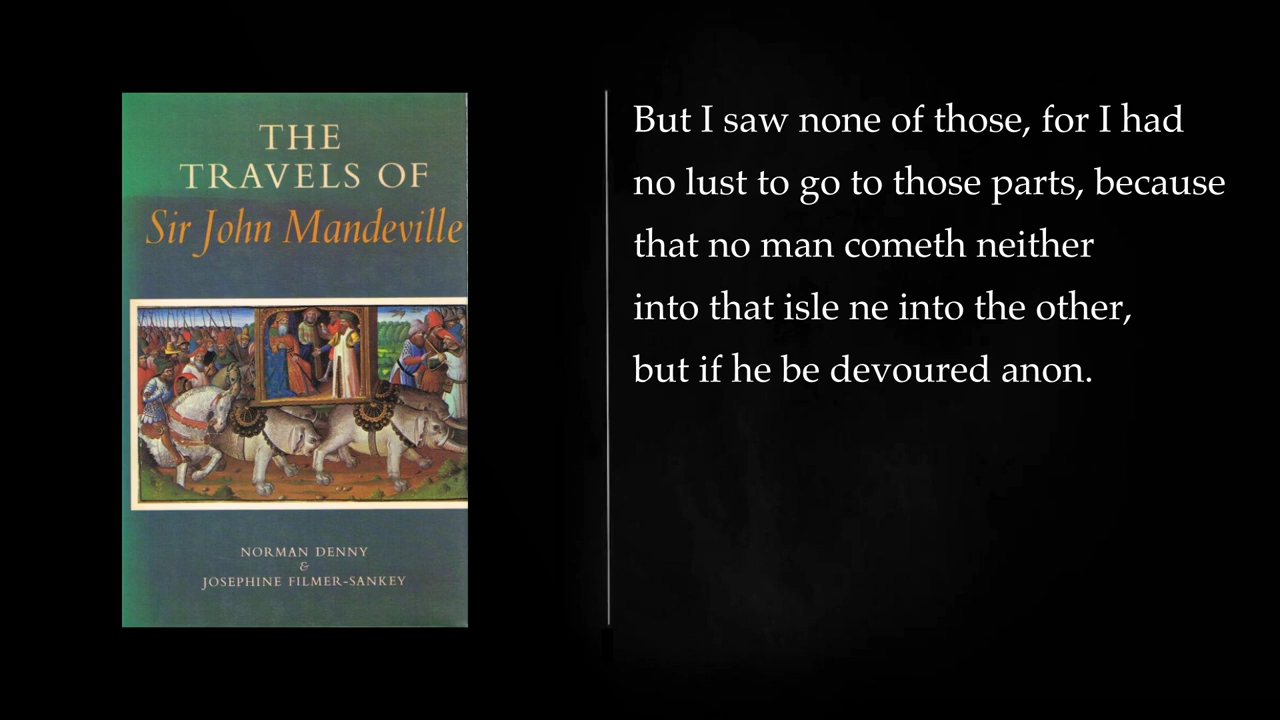 THE
TRAVELS OF
Sir John Mandeville
NORMAN DENNY
&
JOSEPHINE FILMER-SANKEY
But I saw none of those, for I had
no lust to go to those parts, because
that no man cometh neither
into that isle ne into the other,
but if he be devoured anon.